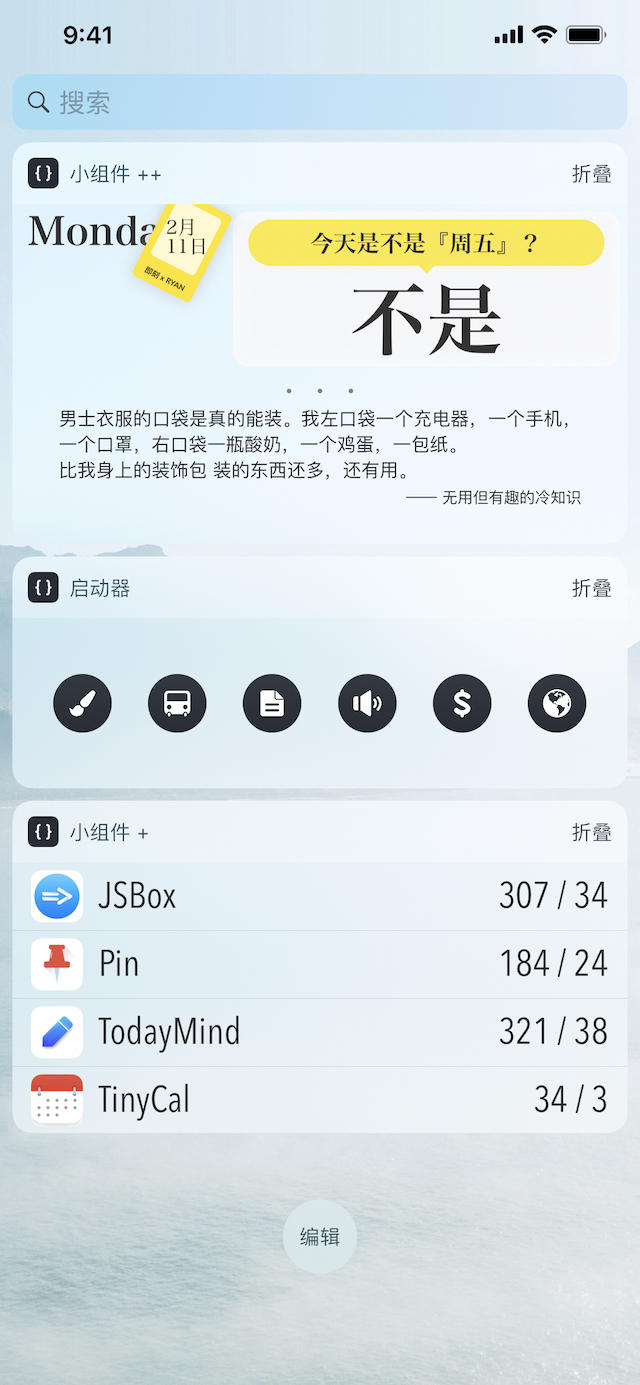 9:41
搜索
小组件 ++
折叠
Monda
2月
11日
即刻 x RYAN
今天是不是『周五』？
不是
男士衣服的口袋是真的能装。我左口袋一个充电器，一个手机，
一个口罩，右口袋一瓶酸奶，一个鸡蛋，一包纸。
比我身上的装饰包 装的东西还多，还有用。
—— 无用但有趣的冷知识
启动器
折叠
小组件 +
折叠
JSBox 307 / 34
Pin 184 / 24
TodayMind 321 / 38
TinyCal 34 / 3
编辑